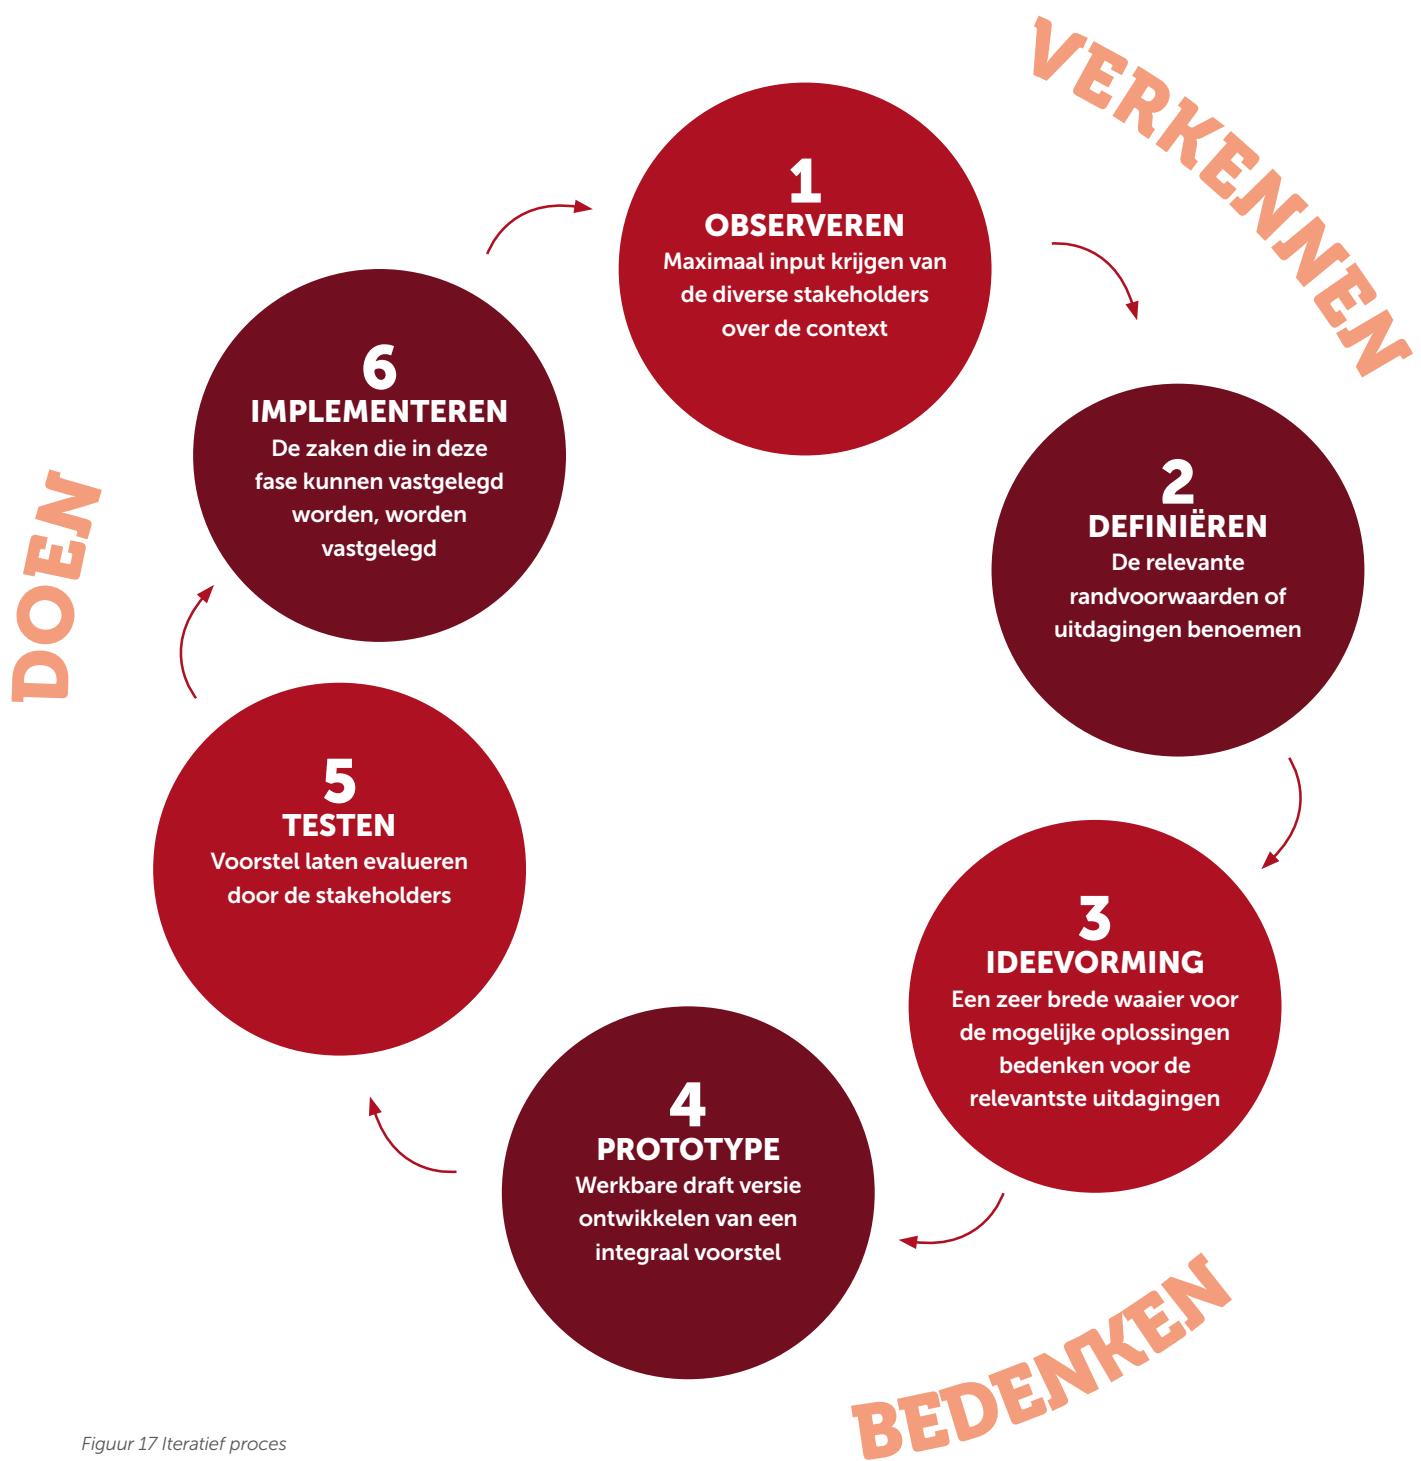 VERKENNEN
1
OBSERVEREN
Maximaal input krijgen van
de diverse stakeholders
over de context
2
DEFINIËREN
De relevante
randvoorwaarden of
uitdagingen benoemen
3
IDEEVORMING
Een zeer brede waaier voor
de mogelijke oplossingen
bedenken voor de
relevantste uitdagingen
BEDENKEN
4
PROTOTYPE
Werkbare draft versie
ontwikkelen van een
integraal voorstel
5
TESTEN
Voorstel laten evalueren
door de stakeholders
DOEN
6
IMPLEMENTEREN
De zaken die in deze
fase kunnen vastgelegd
worden, worden
vastgelegd
Figuur 17 Iteratief proces